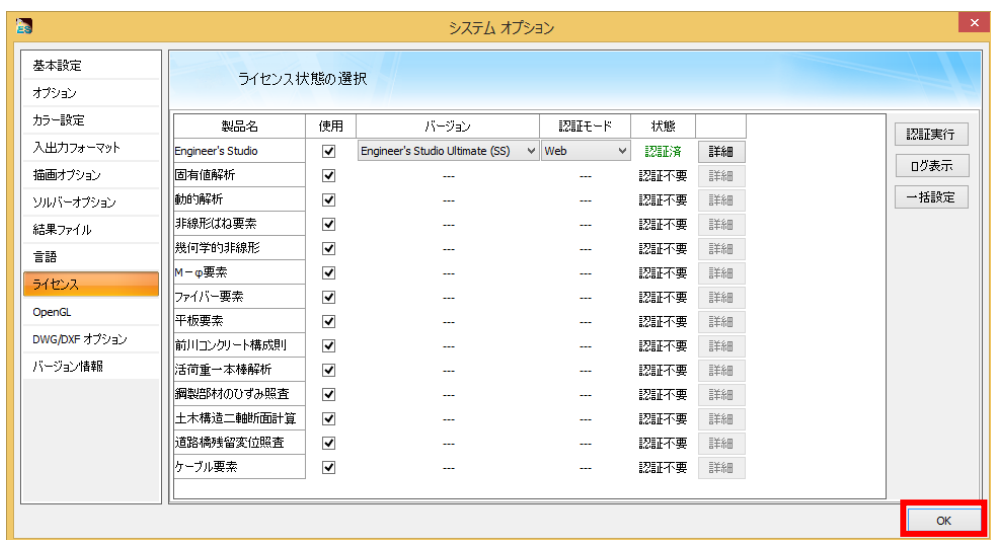 システム オプション
基本設定
オプション
カラー設定
入出力フォーマット
描画オプション
ソルバーオプション
結果ファイル
言語
ライセンス
OpenGL
DWG/DXF オプション
バージョン情報
ライセンス状態の選択
製品名 使用 バージョン 認証モード 状態
Engineer's Studio Engineer's Studio Ultimate (SS) Web 認証済 詳細
固有値解析 --- --- 認証不要 詳細
動的解析 --- --- 認証不要 詳細
非線形ばね要素 --- --- 認証不要 詳細
幾何学的非線形 --- --- 認証不要 詳細
M－φ要素 --- --- 認証不要 詳細
ファイバー要素 --- --- 認証不要 詳細
平板要素 --- --- 認証不要 詳細
前川コンクリート構成則 --- --- 認証不要 詳細
活荷重一本棒解析 --- --- 認証不要 詳細
鋼製部材のひずみ照査 --- --- 認証不要 詳細
土木構造二軸断面計算 --- --- 認証不要 詳細
道路橋残留変位照査 --- --- 認証不要 詳細
ケーブル要素 --- --- 認証不要 詳細
認証実行
ログ表示
一括設定
OK